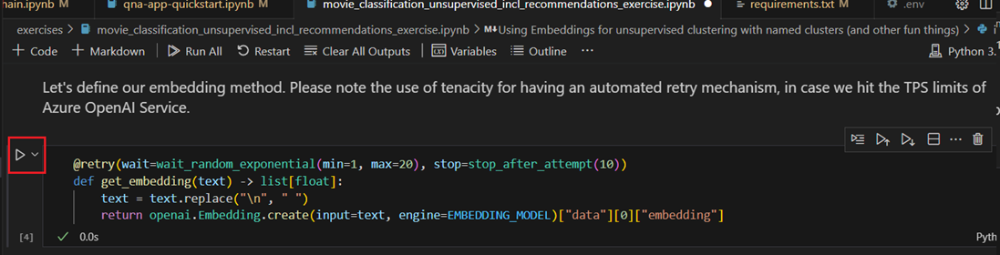 nain.ipynb M qna-app-quickstart.ipynb M movie_classification_unsupervised_incl_recommendations_exercise.ipynb requirements.txt M .env
exercises > movie_classification_unsupervised_incl_recommendations_exercise.ipynb > M Using Embeddings for unsupervised clustering with named clusters (and other fun things) >
+ Code + Markdown Run All Restart Clear All Outputs Variables Outline ... Python 3.
Let's define our embedding method. Please note the use of tenacity for having an automated retry mechanism, in case we hit the TPS limits of
Azure OpenAI Service.
@retry(wait=wait_random_exponential(min=1, max=20), stop=stop_after_attempt(10))
def get_embedding(text) -> list[float]:
text = text.replace("\n", " ")
return openai.Embedding.create(input=text, engine=EMBEDDING_MODEL)["data"][0]["embedding"]
[4] 0.0s Pyth